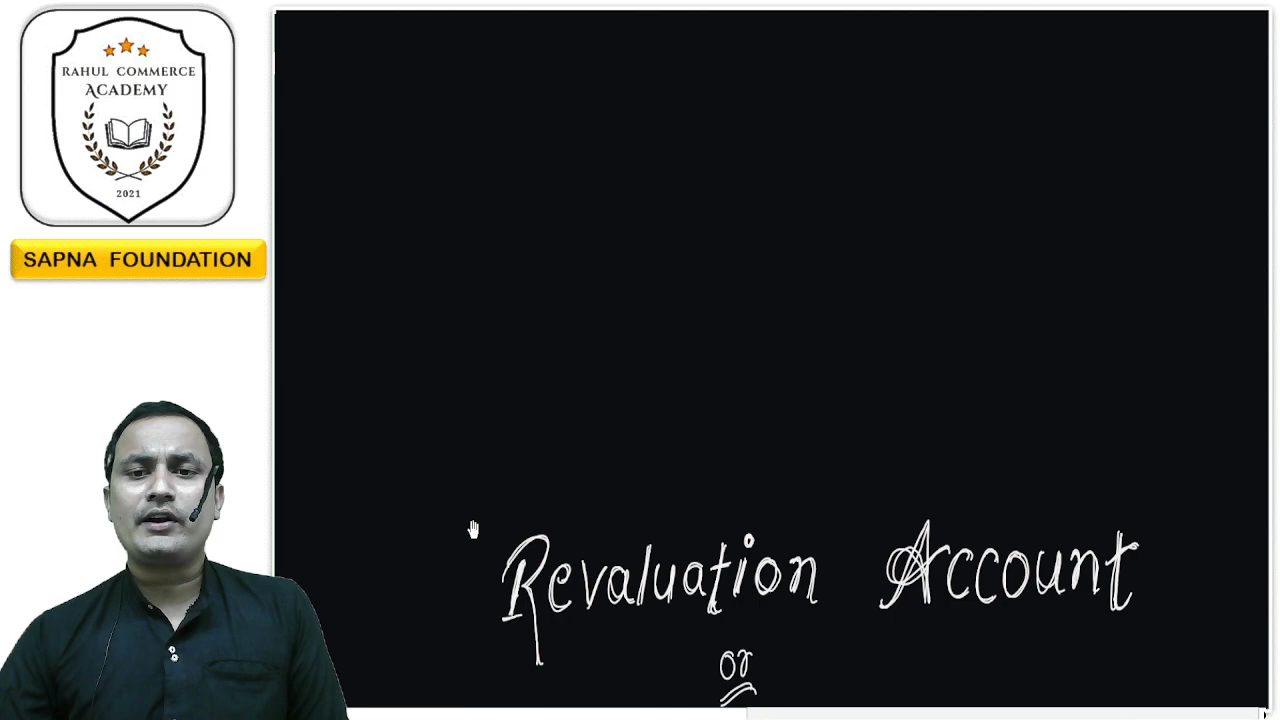 RAHUL COMMERCE
ACADEMY
2021
SAPNA FOUNDATION
Revaluation Account
or